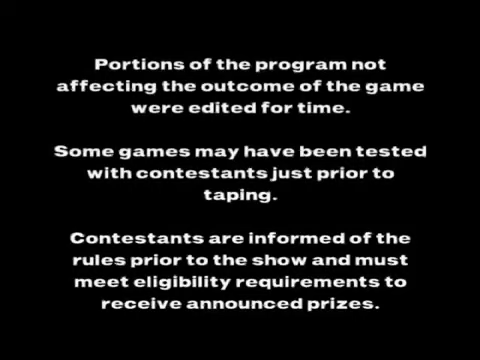 Portions of the program not
affecting the outcome of the game
were edited for time.
Some games may have been tested
with contestants just prior to
taping.
Contestants are informed of the
rules prior to the show and must
meet eligibility requirements to
receive announced prizes.